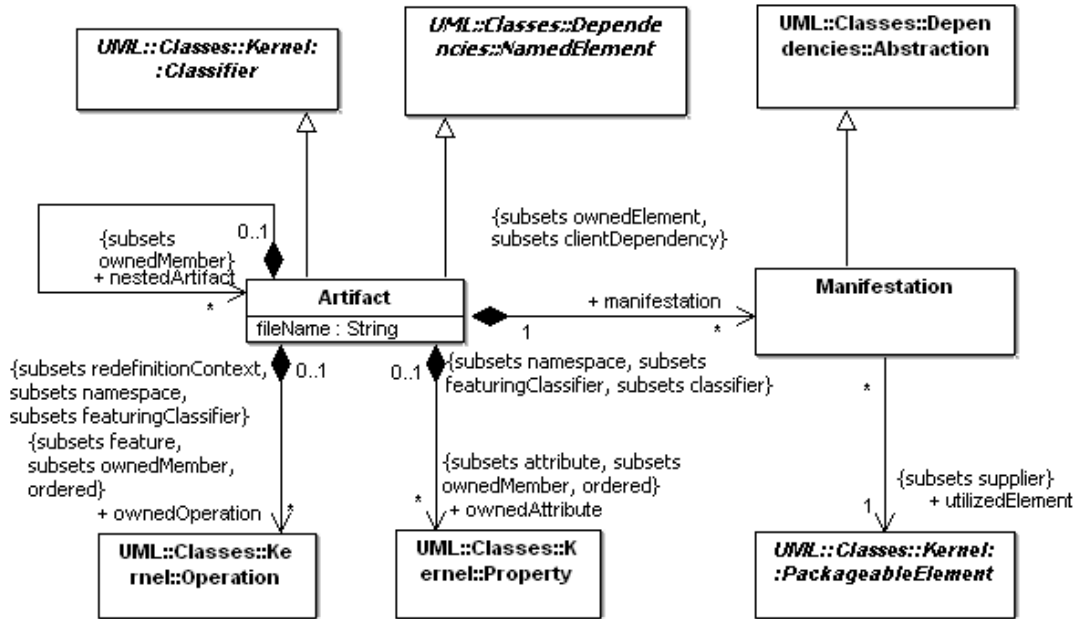 UML::Classes::Kernel:
:Classifier
UML::Classes::Depende
ncies::NamedElement
UML::Classes::Depen
dencies::Abstraction
{subsets
ownedMember}
+ nestedArtifact
0..1
*
{subsets ownedElement,
subsets clientDependency}
Artifact
fileName : String
+ manifestation
1
*
Manifestation
{subsets redefinitionContext,
subsets namespace,
subsets featuringClassifier}
0..1
{subsets feature,
subsets ownedMember,
ordered}
+ ownedOperation
*
0..1
{subsets namespace, subsets
featuringClassifier, subsets classifier}
{subsets attribute, subsets
ownedMember, ordered}
*
+ ownedAttribute
*
{subsets supplier}
1
+ utilizedElement
UML::Classes::Ke
rnel::Operation
UML::Classes::K
ernel::Property
UML::Classes::Kernel:
:PackageableElement